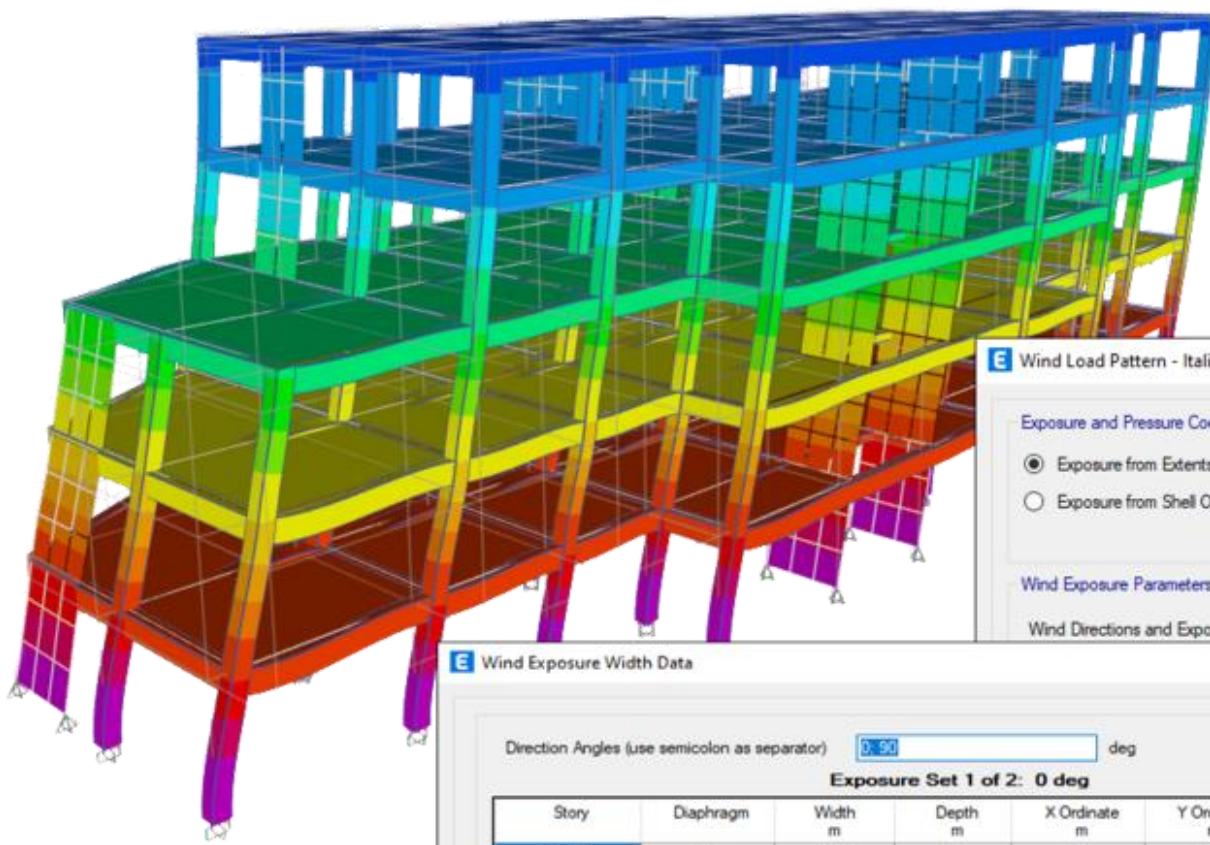 E Wind Load Pattern - Itali
Exposure and Pressure Co
Exposure from Extents
Exposure from Shell O
Wind Exposure Parameters
Wind Directions and Expo
E Wind Exposure Width Data
Direction Angles (use semicolon as separator) 0; 90 deg
Exposure Set 1 of 2: 0 deg
Story Diaphragm Width m Depth m X Ordinate m Y Or